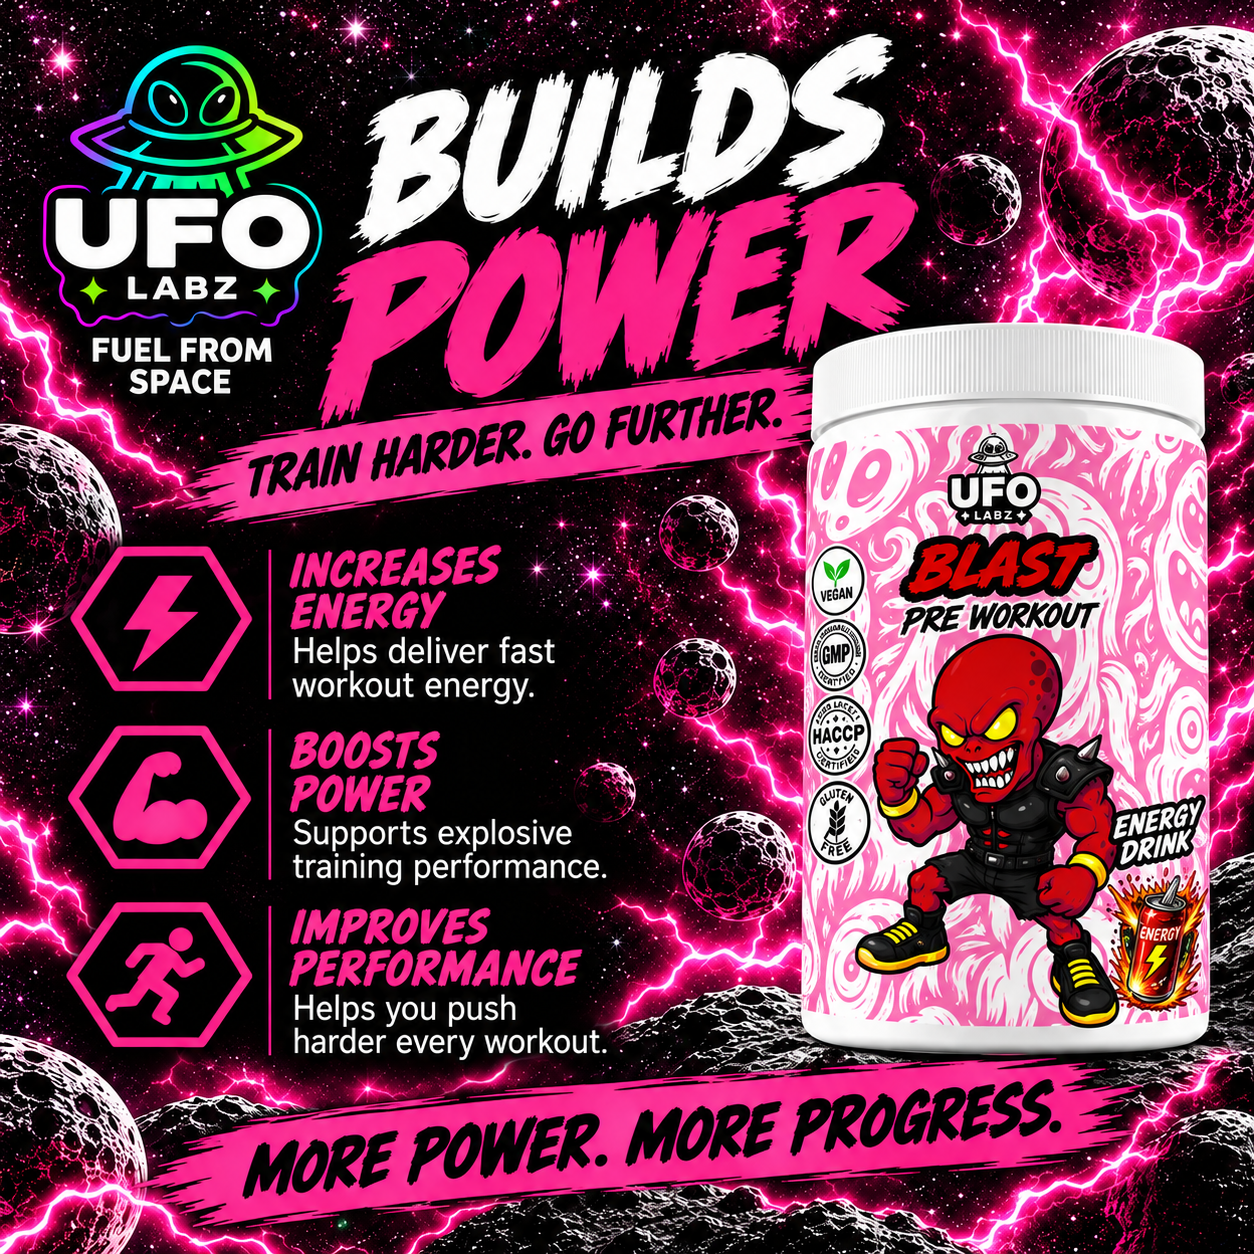 UFO
LABZ
FUEL FROM
SPACE
BUILDS
POWER
TRAIN HARDER. GO FURTHER.
INCREASES
ENERGY
Helps deliver fast
workout energy.
BOOSTS
POWER
Supports explosive
training performance.
IMPROVES
PERFORMANCE
Helps you push
harder every workout.
UFO
LABZ
BLAST
PRE WORKOUT
VEGAN
GMP
CERTIFIED
HACCP
CERTIFIED
GLUTEN
FREE
ENERGY
DRINK
ENERGY
MORE POWER. MORE PROGRESS.